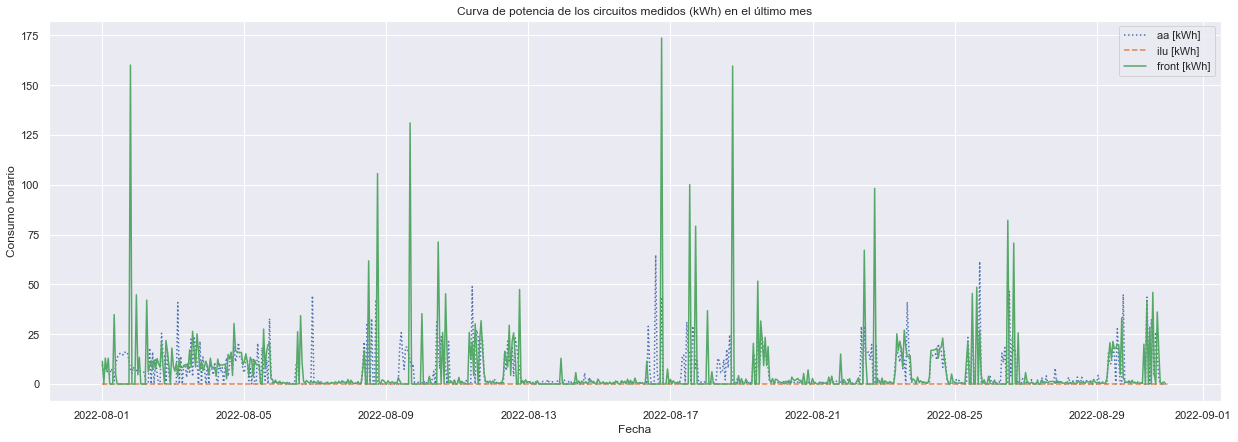 Curva de potencia de los circuitos medidos (kWh) en el último mes
aa [kWh]
ilu [kWh]
front [kWh]
Consumo horario
175
150
125
100
75
50
25
0
2022-08-01
2022-08-05
2022-08-09
2022-08-13
2022-08-17
2022-08-21
2022-08-25
2022-08-29
2022-09-01
Fecha